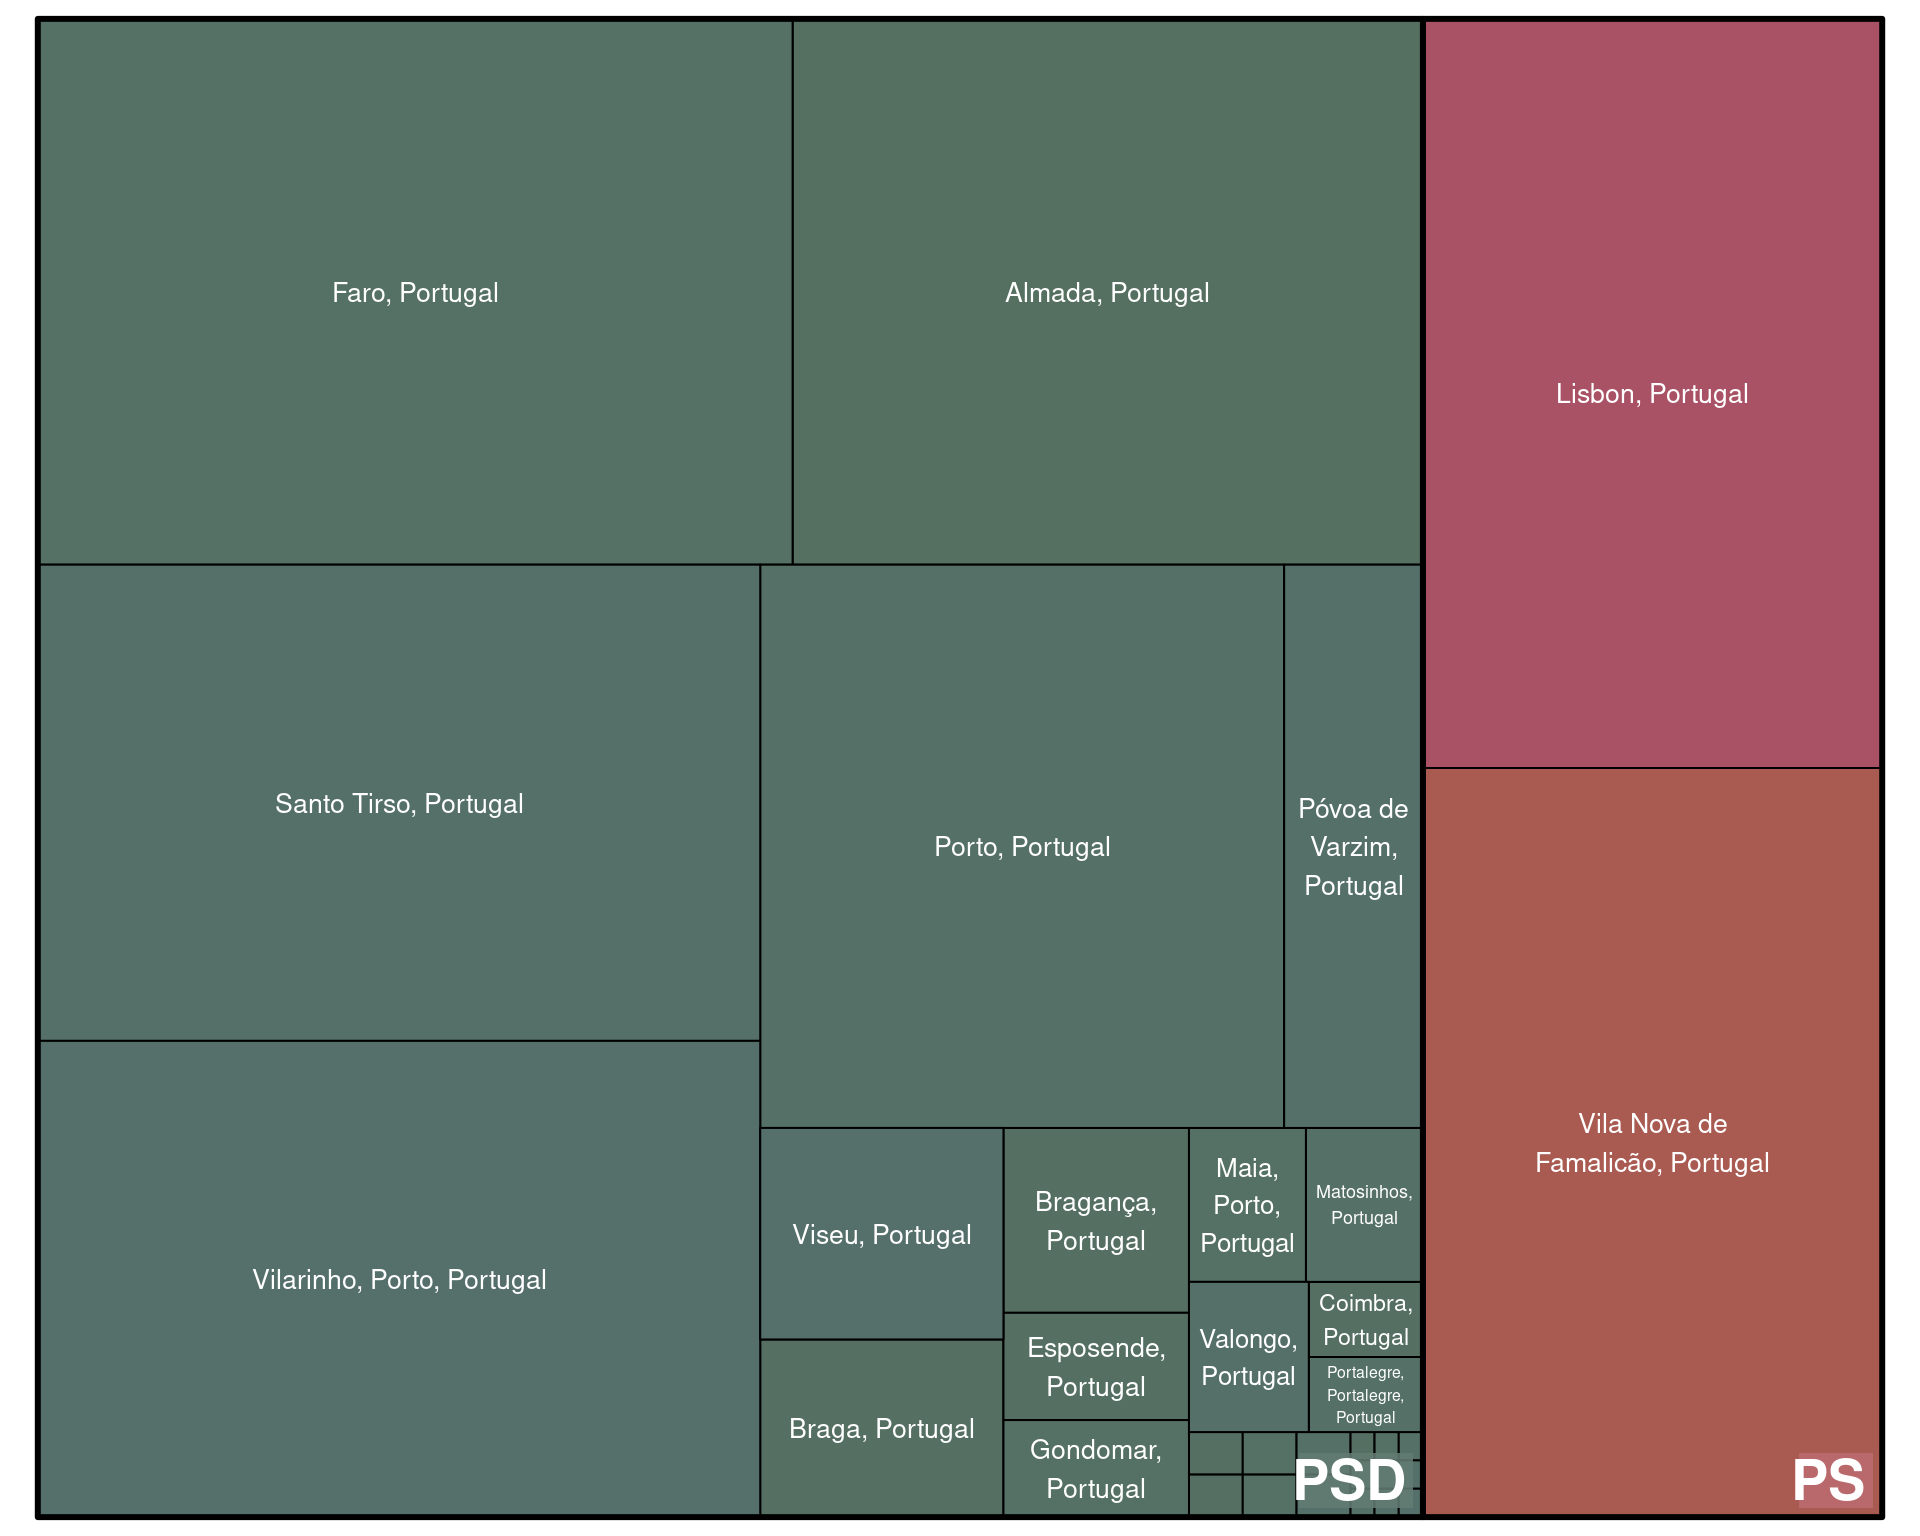 Faro, Portugal
Almada, Portugal
Lisbon, Portugal
Santo Tirso, Portugal
Porto, Portugal
Póvoa de
Varzim,
Portugal
Vilarinho, Porto, Portugal
Viseu, Portugal
Bragança,
Portugal
Maia,
Porto,
Portugal
Matosinhos,
Portugal
Vila Nova de
Famalicão, Portugal
Braga, Portugal
Esposende,
Portugal
Gondomar,
Portugal
Valongo,
Portugal
Coimbra,
Portugal
Portalegre,
Portalegre,
Portugal
PSD
PS